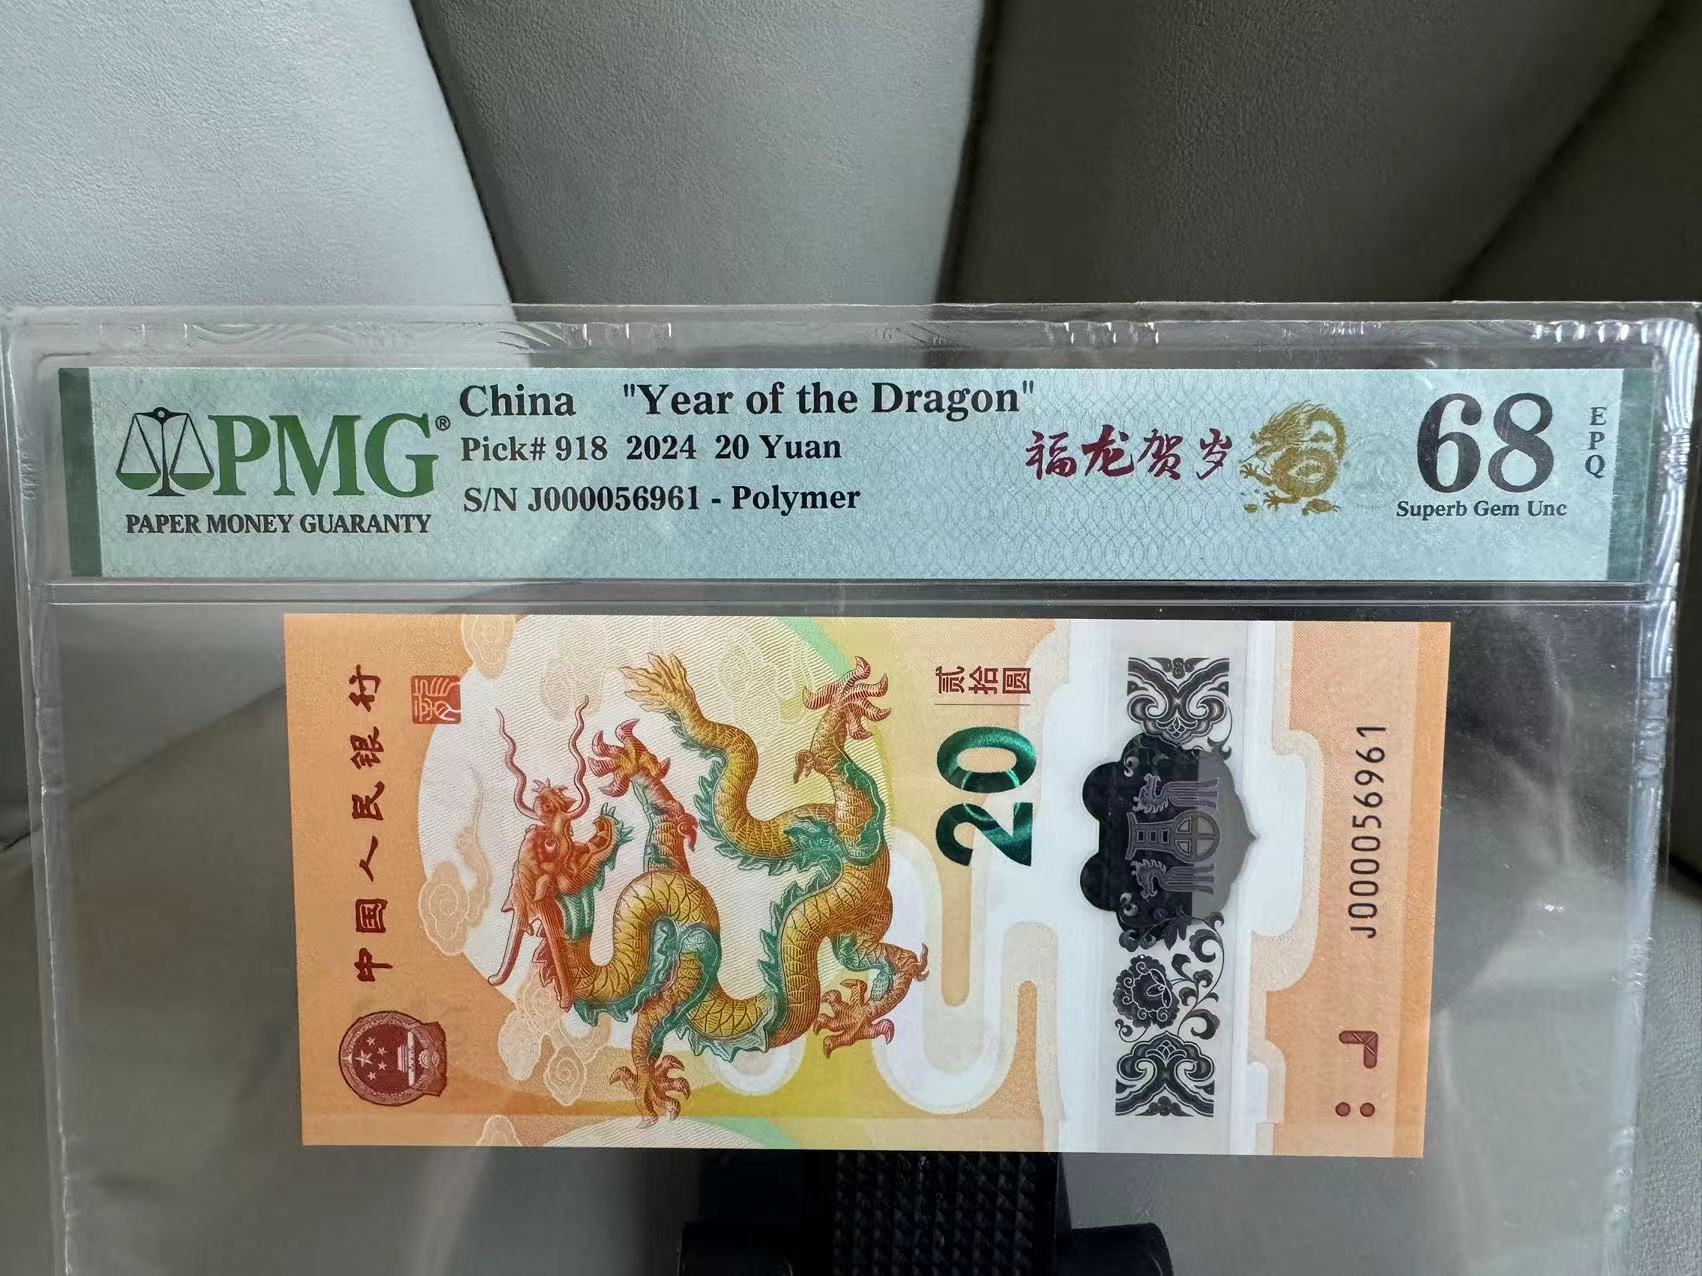 PMG®
PAPER MONEY GUARANTY
China "Year of the Dragon"
Pick# 918 2024 20 Yuan
S/N J000056961 - Polymer
福龙贺岁
68
EPQ
Superb Gem Unc
中国人民银行
贰拾圆
20
J000056961